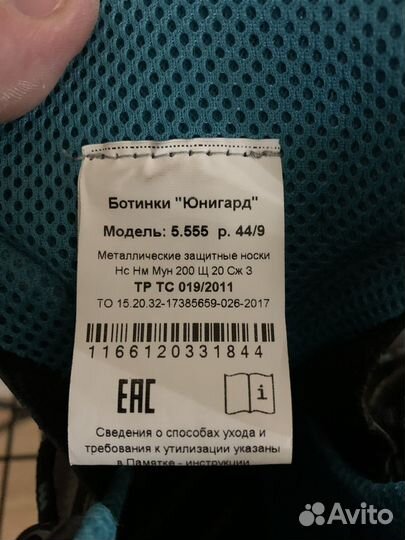 Ботинки "Юнигард"
Модель: 5.555 р. 44/9
Металлические защитные носки
Нс Нм Мун 200 Щ 20 Сж З
ТР ТС 019/2011
ТО 15.20.32-17385659-026-2017
1166120331844
EAC
i
Сведения о способах ухода и
требования к утилизации указаны
в Памятке - инструкции
Avito